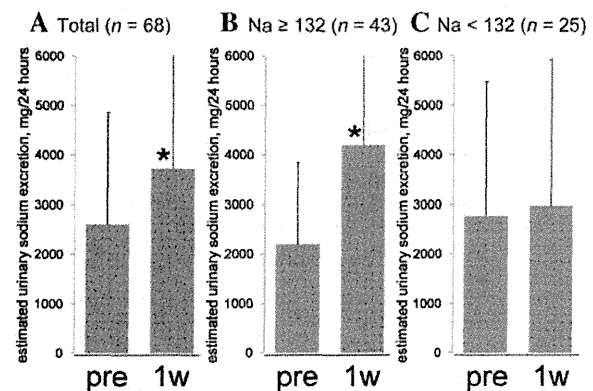 A Total (n = 68)
B Na ≥ 132 (n = 43)
C Na < 132 (n = 25)
estimated urinary sodium excretion, mg/24 hours
6000
5000
4000
3000
2000
1000
0
*
pre 1w
estimated urinary sodium excretion, mg/24 hours
6000
5000
4000
3000
2000
1000
0
*
pre 1w
estimated urinary sodium excretion, mg/24 hours
6000
5000
4000
3000
2000
1000
0
pre 1w